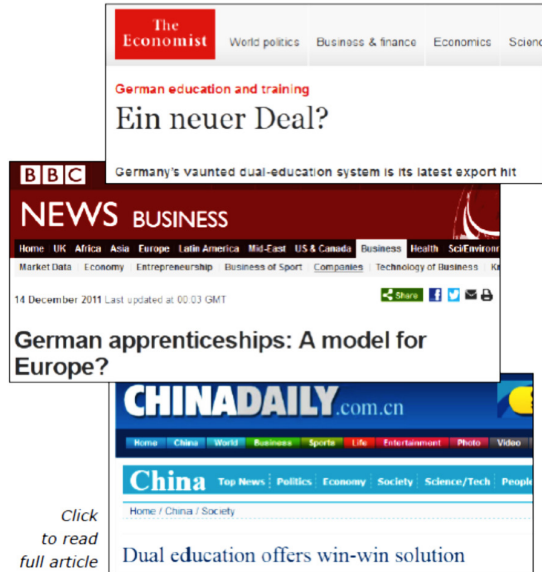 The
Economist
World politics Business & finance Economics
German education and training
Ein neuer Deal?
Germany's vaunted dual-education system is its latest export hit
BBC
NEWS BUSINESS
Home UK Africa Asia Europe Latin America Mid-East US & Canada Business Health
Market Data Economy Entrepreneurship Business of Sport Companies Technology of Business
14 December 2011 Last updated at 00:03 GMT
Share
German apprenticeships: A model for
Europe?
CHINADAILY.com.cn
Home China World Business Sports Life Entertainment Photo Video
China Top News Politics Economy Society Science/Tech
Home / China / Society
Click
to read
full article
Dual education offers win-win solution